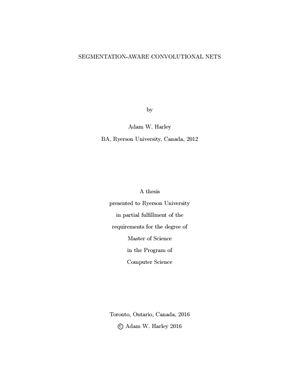 SEGMENTATION-AWARE CONVOLUTIONAL NETS
by
Adam W. Harley
BA, Ryerson University, Canada, 2012
A thesis
presented to Ryerson University
in partial fulfillment of the
requirements for the degree of
Master of Science
in the Program of
Computer Science
Toronto, Ontario, Canada, 2016
© Adam W. Harley 2016